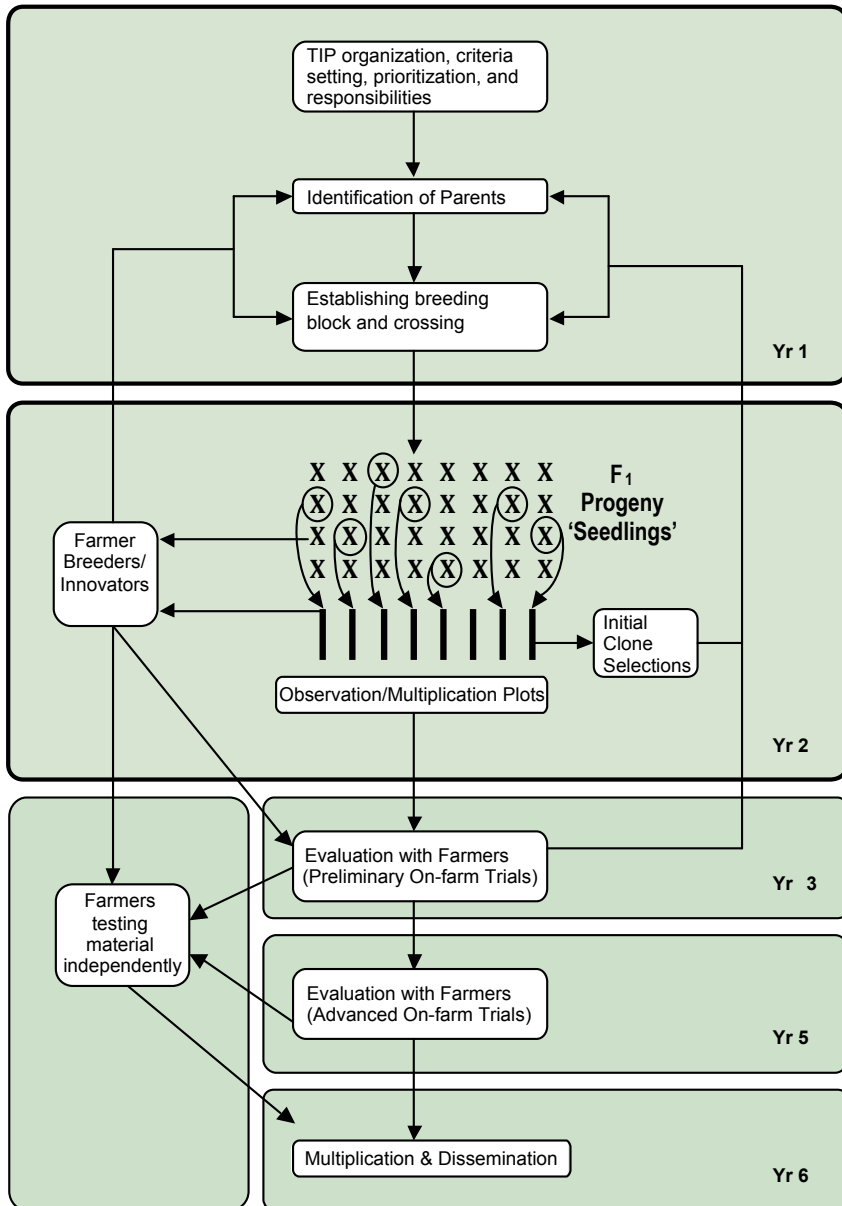 TIP organization, criteria
setting, prioritization, and
responsibilities
Identification of Parents
Establishing breeding
block and crossing
Yr 1
X X X X X X X X
X X X X X X X X
X X X X X X X X
X X X X X X X X
F1
Progeny
‘Seedlings’
Farmer
Breeders/
Innovators
Initial
Clone
Selections
Observation/Multiplication Plots
Yr 2
Evaluation with Farmers
(Preliminary On-farm Trials)
Yr 3
Farmers
testing
material
independently
Evaluation with Farmers
(Advanced On-farm Trials)
Yr 5
Multiplication & Dissemination
Yr 6